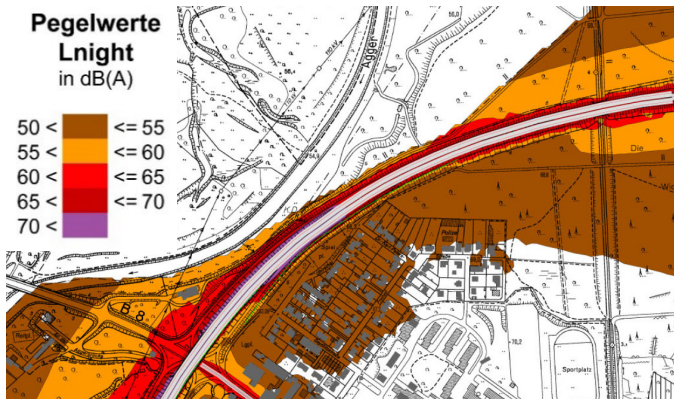 Pegelwerte
Lnight
in dB(A)
50 < <= 55
55 < <= 60
60 < <= 65
65 < <= 70
70 <
Agger
Die
B 8
Sportplatz